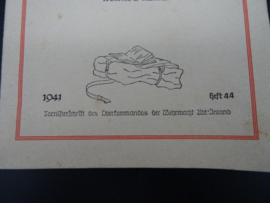 1941 Heft 44
Tornisterschrift des Oberkommandos der Wehrmacht Abt. Inland